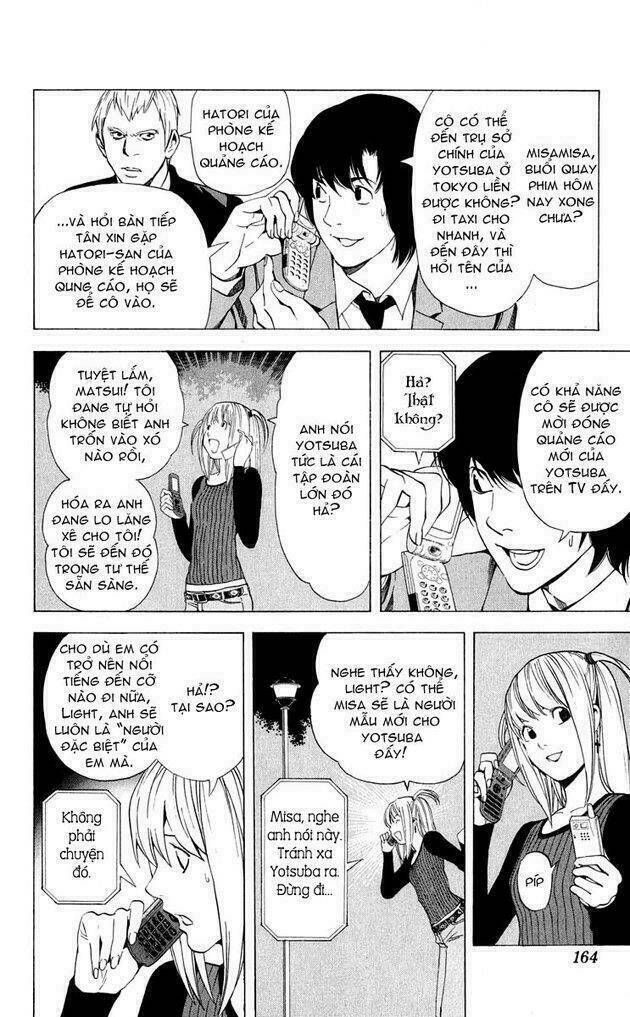 MISAMISA,
BUỔI QUAY
PHIM HÔM
NAY XONG
CHƯA?
CÔ CÓ THỂ
ĐẾN TRỤ SỞ
CHÍNH CỦA
YOTSUBA Ở
TOKYO LIỀN
ĐƯỢC KHÔNG?
ĐI TAXI CHO
NHANH, VÀ
ĐẾN ĐÂY THÌ
HỎI TÊN CỦA
...
HATORI CỦA
PHÒNG KẾ
HOẠCH
QUẢNG CÁO.
...VÀ HỎI BÀN TIẾP
TÂN XIN GẶP
HATORI-SAN CỦA
PHÒNG KẾ HOẠCH
QUNG CÁO, HỌ SẼ
ĐỂ CÔ VÀO.
CÓ KHẢ NĂNG
CÔ SẼ ĐƯỢC
MỜI ĐÓNG
QUẢNG CÁO
MỚI CỦA
YOTSUBA
TRÊN TV ĐẤY.
Hả?
Thật
không?
ANH NÓI
YOTSUBA
TỨC LÀ CÁI
TẬP ĐOÀN
LỚN ĐÓ
HẢ?
TUYỆT LẮM,
MATSUI! TÔI
ĐANG TỰ HỎI
KHÔNG BIẾT ANH
TRỐN VÀO XÓ
NÀO RỒI,
HÓA RA ANH
ĐANG LO LĂNG
XÊ CHO TÔI!
TÔI SẼ ĐẾN ĐÓ
TRONG TƯ THẾ
SẴN SÀNG.
PÍP
NGHE THẤY KHÔNG,
LIGHT? CÓ THỂ
MISA SẼ LÀ NGƯỜI
MẪU MỚI CHO
YOTSUBA
ĐẤY!
Misa, nghe
anh nói này.
Tránh xa
Yotsuba ra.
Đừng đi...
HẢ!?
TẠI SAO?
CHO DÙ EM CÓ
TRỞ NÊN NỔI
TIẾNG ĐẾN CỠ
NÀO ĐI NỮA,
LIGHT, ANH SẼ
LUÔN LÀ “NGƯỜI
ĐẶC BIỆT” CỦA
EM MÀ.
Không
phải
chuyện
đó.
164